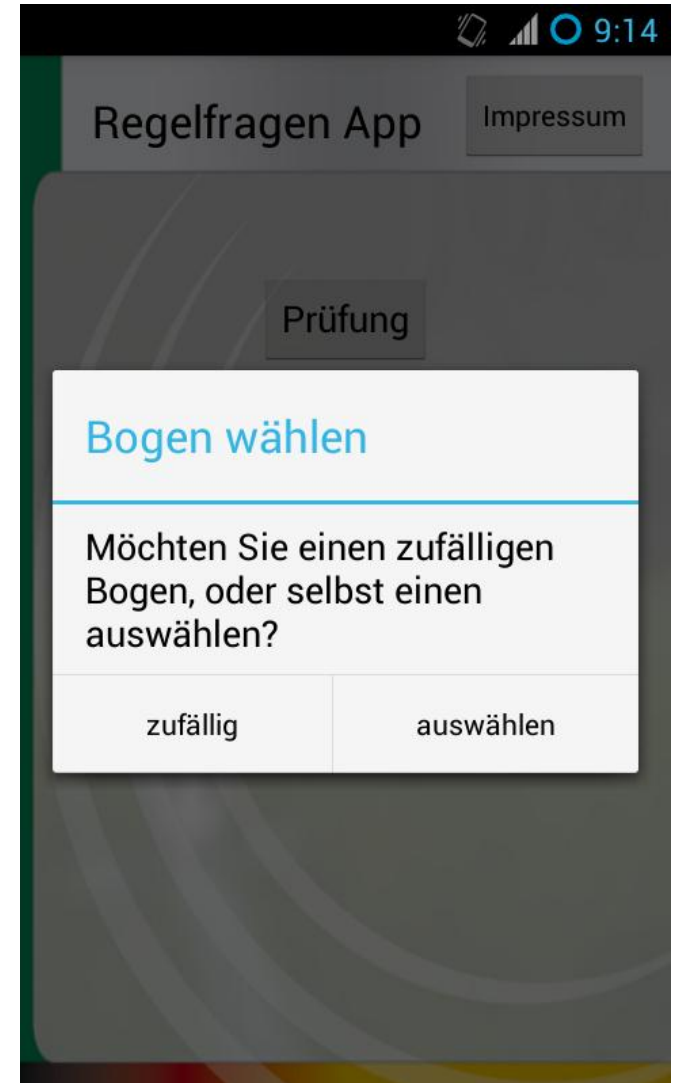 9:14
Regelfragen App
Impressum
Prüfung
Bogen wählen
Möchten Sie einen zufälligen
Bogen, oder selbst einen
auswählen?
zufällig
auswählen